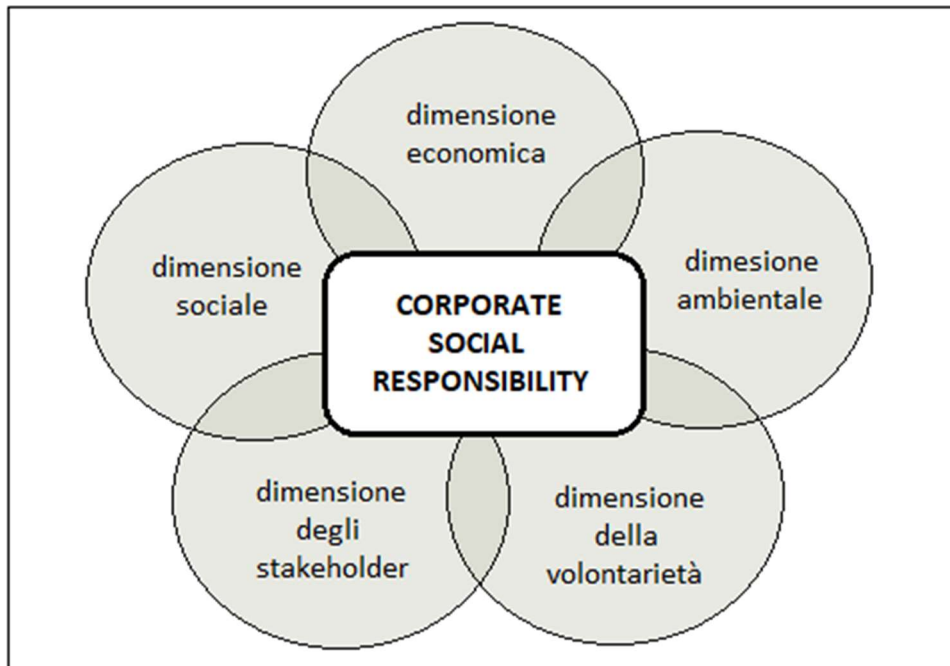 dimensione
economica
dimensione
sociale
dimesione
ambientale
CORPORATE
SOCIAL
RESPONSIBILITY
dimensione
degli
stakeholder
dimensione
della
volontarietà